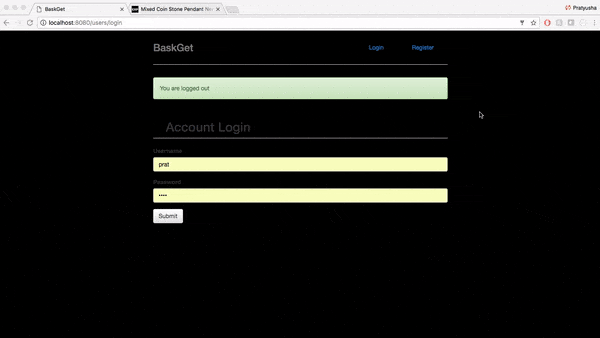 BaskGet
Mixed Coin Stone Pendant Nec
Pratyusha
localhost:8080/users/login
BaskGet
Login
Register
You are logged out
Account Login
Username
prat
Password
••••
Submit